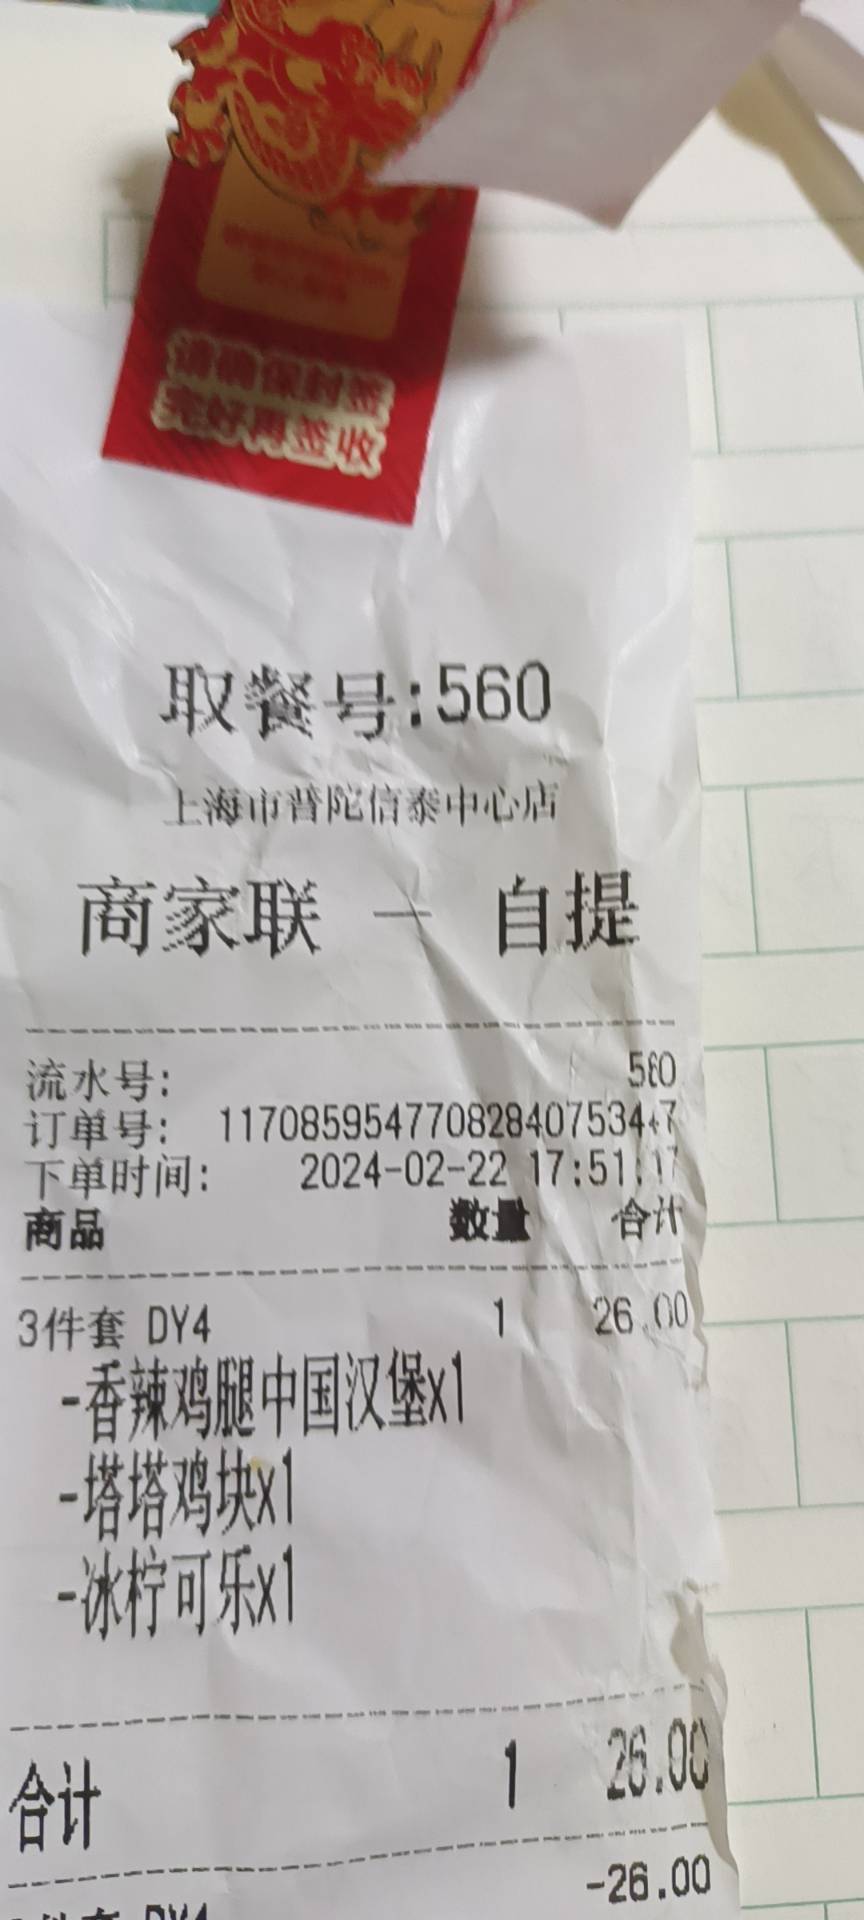 请确保封签
完好再签收
取餐号:560
上海市普陀信泰中心店
商家联 — 自提
流水号: 560
订单号:
下单时间: 2024-02-22 17:51:17
商品 数量 合计
3件套 DY4 1 26.00
-香辣鸡腿中国汉堡x1
-塔塔鸡块x1
-冰柠可乐x1
合计 1 26.00
-26.00
件套 DY4